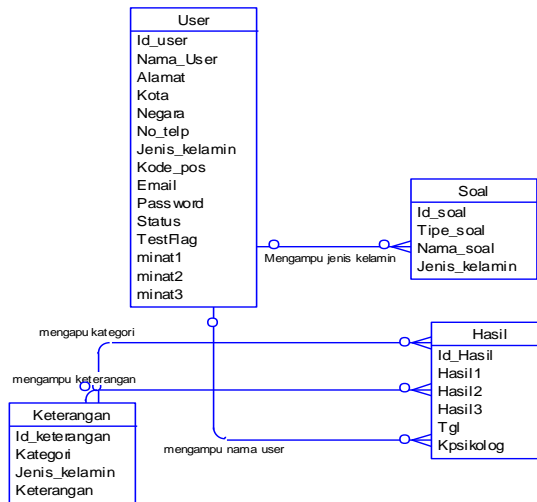 User
Id_user
Nama_User
Alamat
Kota
Negara
No_telp
Jenis_kelamin
Kode_pos
Email
Password
Status
TestFlag
minat1
minat2
minat3
Soal
Id_soal
Tipe_soal
Nama_soal
Jenis_kelamin
Mengampu jenis kelamin
mengapu kategori
mengampu keterangan
Hasil
Id_Hasil
Hasil1
Hasil2
Hasil3
Tgl
Kpsikolog
Keterangan
Id_keterangan
Kategori
Jenis_kelamin
Keterangan
mengampu nama user